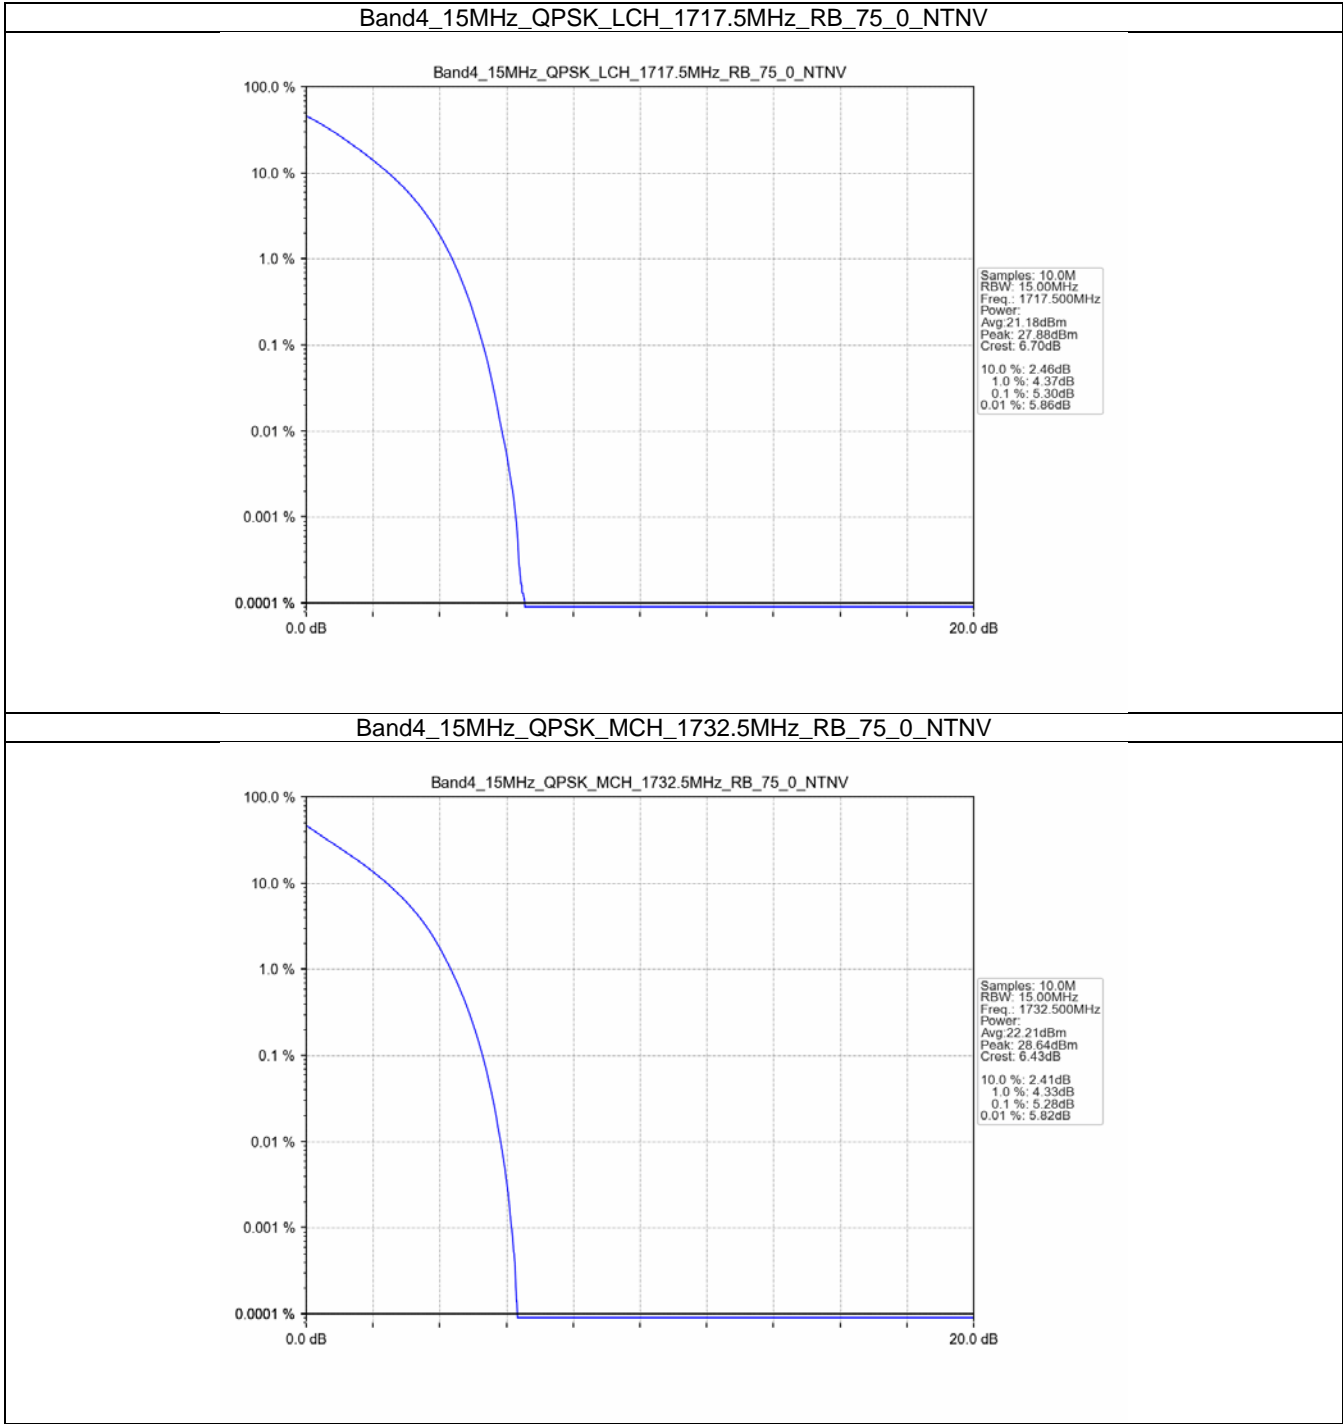 Band4_15MHz_QPSK_LCH_1717.5MHz_RB_75_0_NTNV
Band4_15MHz_QPSK_LCH_1717.5MHz_RB_75_0_NTNV
100.0 %
10.0 %
1.0 %
0.1 %
0.01 %
0.001 %
0.0001 %
0.0 dB
20.0 dB
Samples: 10.0M
RBW: 15.00MHz
Freq.: 1717.500MHz
Power:
Avg:21.18dBm
Peak: 27.88dBm
Crest: 6.70dB
10.0 %: 2.46dB
1.0 %: 4.37dB
0.1 %: 5.30dB
0.01 %: 5.86dB
Band4_15MHz_QPSK_MCH_1732.5MHz_RB_75_0_NTNV
Band4_15MHz_QPSK_MCH_1732.5MHz_RB_75_0_NTNV
100.0 %
10.0 %
1.0 %
0.1 %
0.01 %
0.001 %
0.0001 %
0.0 dB
20.0 dB
Samples: 10.0M
RBW: 15.00MHz
Freq.: 1732.500MHz
Power:
Avg:22.21dBm
Peak: 28.64dBm
Crest: 6.43dB
10.0 %: 2.41dB
1.0 %: 4.33dB
0.1 %: 5.28dB
0.01 %: 5.82dB